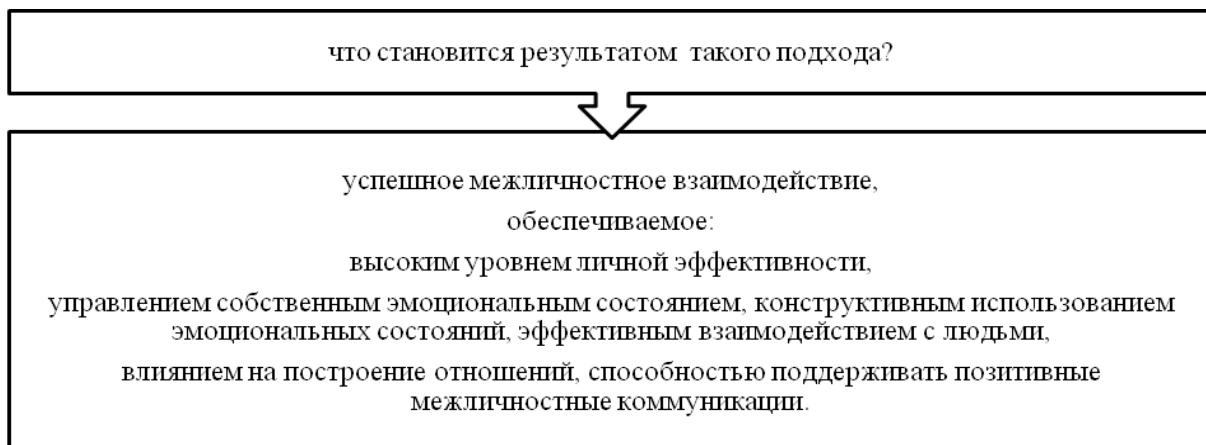 что становится результатом такого подхода?
успешное межличностное взаимодействие,
обеспечиваемое:
высоким уровнем личной эффективности,
управлением собственным эмоциональным состоянием, конструктивным использованием
эмоциональных состояний, эффективным взаимодействием с людьми,
влиянием на построение отношений, способностью поддерживать позитивные
межличностные коммуникации.